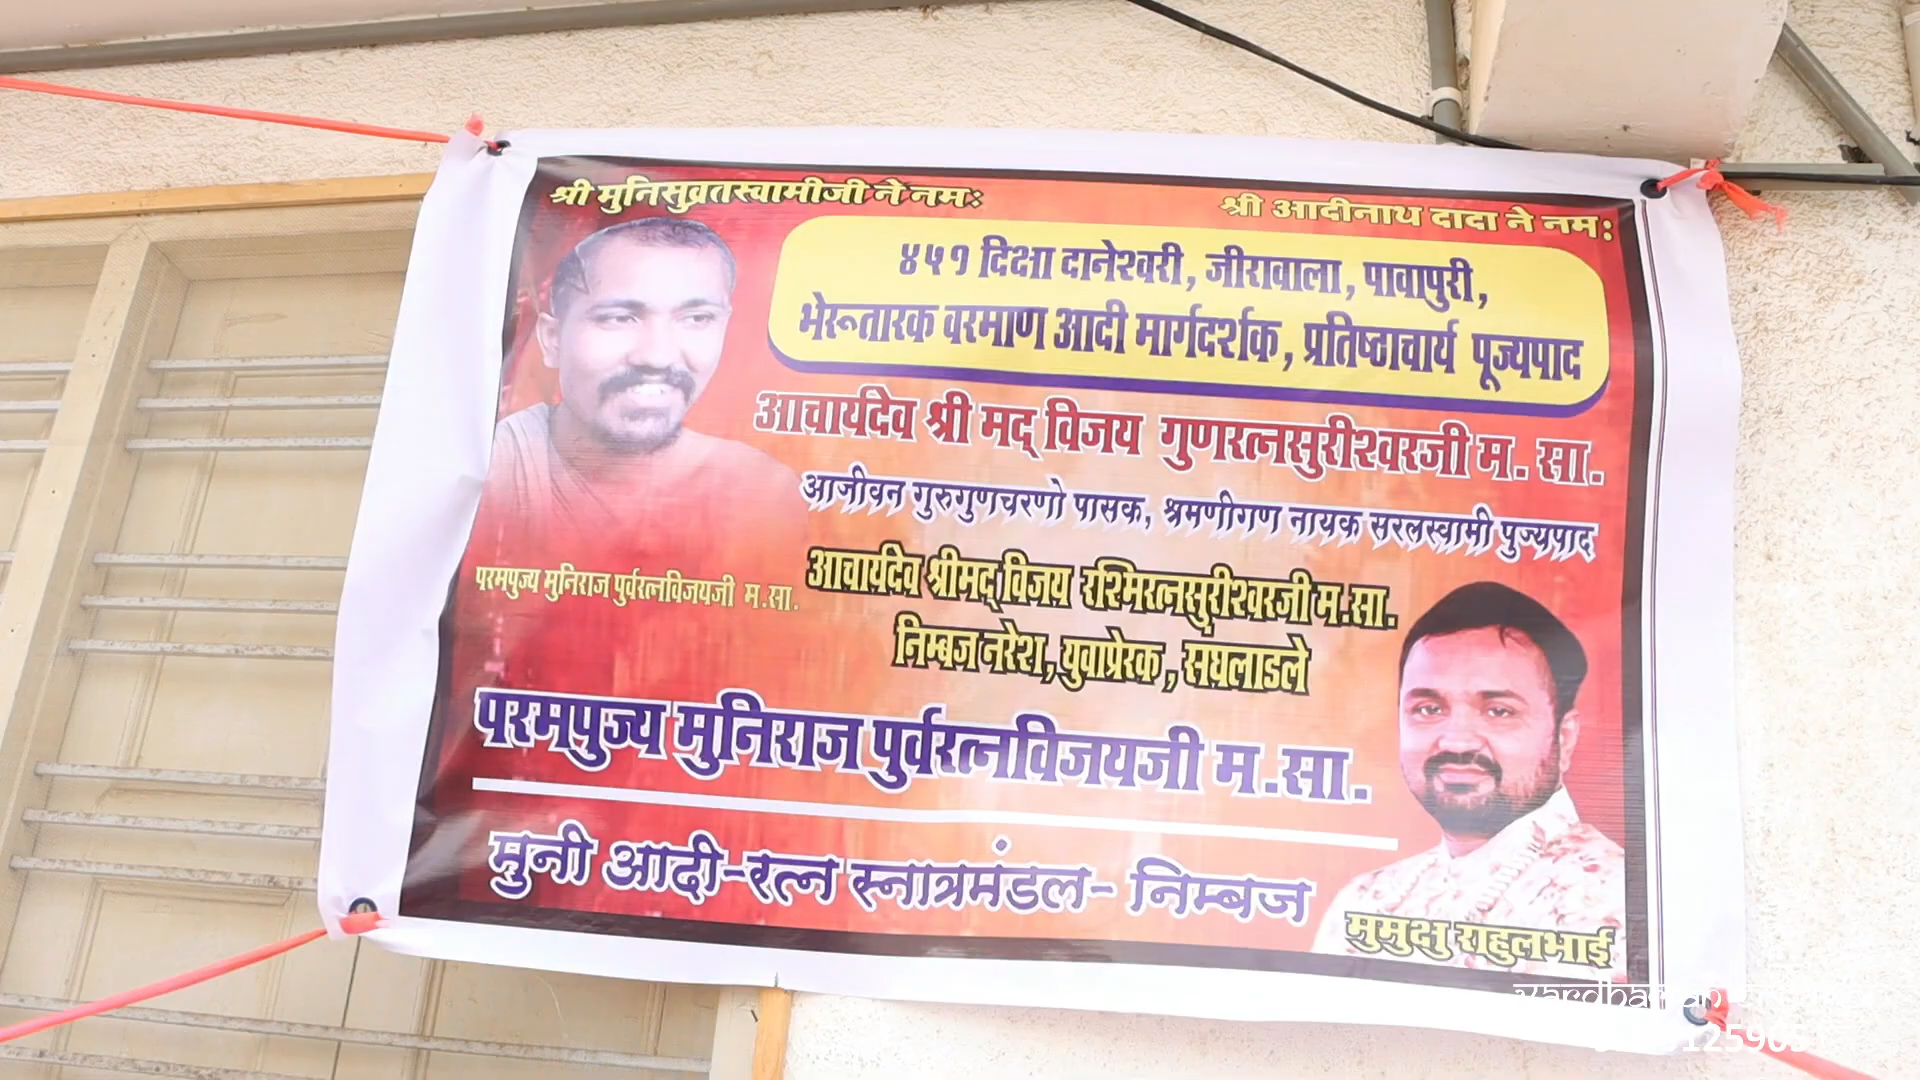 श्री मुनिसुव्रतस्वामीजी ने नमः
श्री आदीनाथ दादा ने नमः
४५१ दिक्षा दानेश्वरी, जीरावाला, पावापुरी,
भेरूतारक वरमाण आदी मार्गदर्शक, प्रतिष्ठाचार्य पूज्यपाद
आचार्यदेव श्री मद् विजय गुणरत्नसुरीश्वरजी म. सा.
आजीवन गुरुगुणचरणो पासक, श्रमणीगण नायक सरलस्वामी पुज्यपाद
आचार्यदेव श्रीमद् विजय रश्मिरत्नसुरीश्वरजी म.सा.
परमपुज्य मुनिराज पुर्वरत्नविजयजी म.सा.
निम्बज नरेश, युवाप्रेरक, संघलाडले
परमपुज्य मुनिराज पुर्वरत्नविजयजी म.सा.
मुनी आदी-रत्न स्नात्रमंडल- निम्बज
मुमुक्षु राहुलभाई